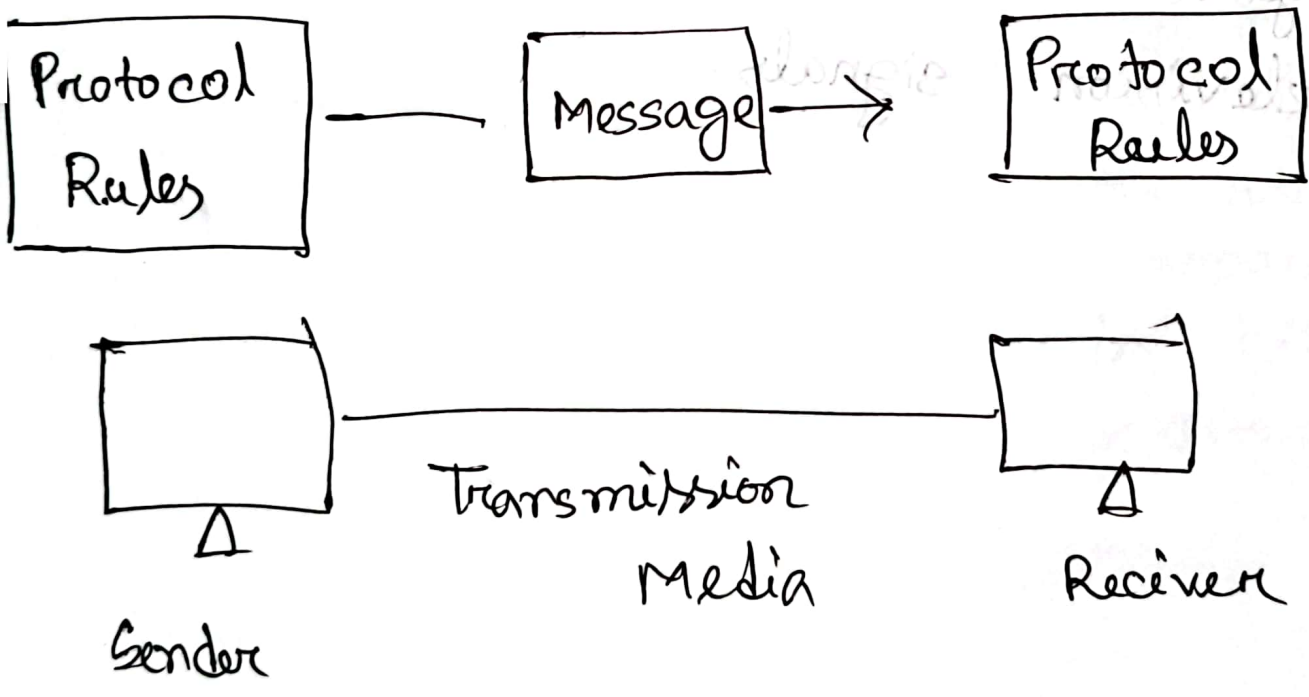 Protocol
Rules
Message
Protocol
Rules
Transmission
Media
Sender
Reciver